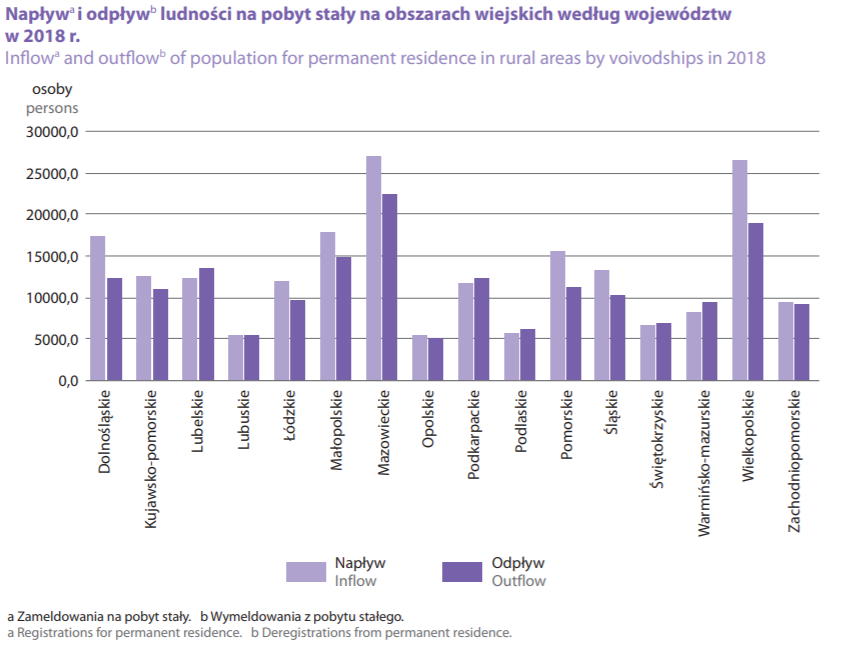 Napływᵃ i odpływᵇ ludności na pobyt stały na obszarach wiejskich według województw
w 2018 r.
Inflowᵃ and outflowᵇ of population for permanent residence in rural areas by voivodships in 2018
osoby
persons
30000,0
25000,0
20000,0
15000,0
10000,0
5000,0
0,0
Dolnośląskie
Kujawsko-pomorskie
Lubelskie
Lubuskie
Łódzkie
Małopolskie
Mazowieckie
Opolskie
Podkarpackie
Podlaskie
Pomorskie
Śląskie
Świętokrzyskie
Warmińsko-mazurskie
Wielkopolskie
Zachodniopomorskie
Napływ
Inflow
Odpływ
Outflow
a Zameldowania na pobyt stały. b Wymeldowania z pobytu stałego.
a Registrations for permanent residence. b Deregistrations from permanent residence.